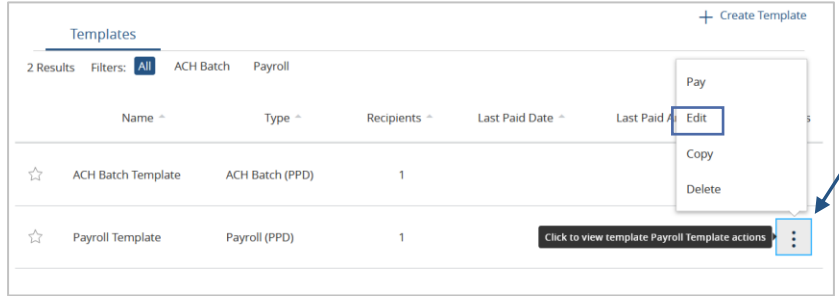 + Create Template
Templates
2 Results Filters: All ACH Batch Payroll
Pay
Edit
Copy
Delete
Name Type Recipients Last Paid Date Last Paid
ACH Batch Template ACH Batch (PPD) 1
Payroll Template Payroll (PPD) 1 Click to view template Payroll Template actions